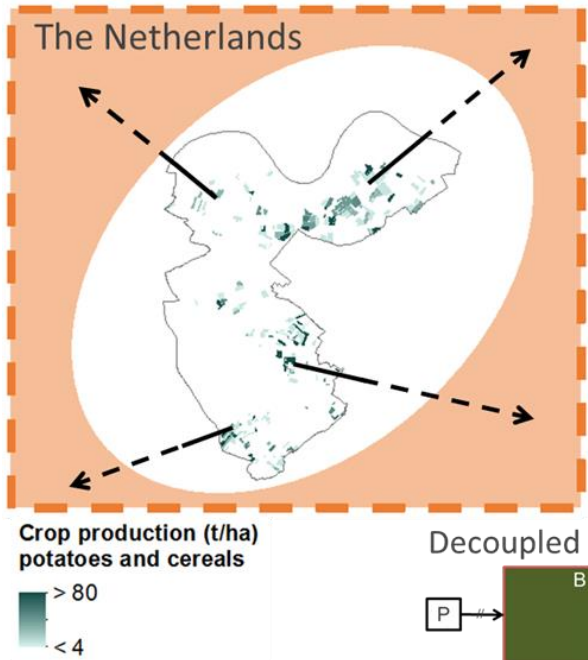 The Netherlands
Crop production (t/ha)
potatoes and cereals
> 80
< 4
Decoupled
P
//
B